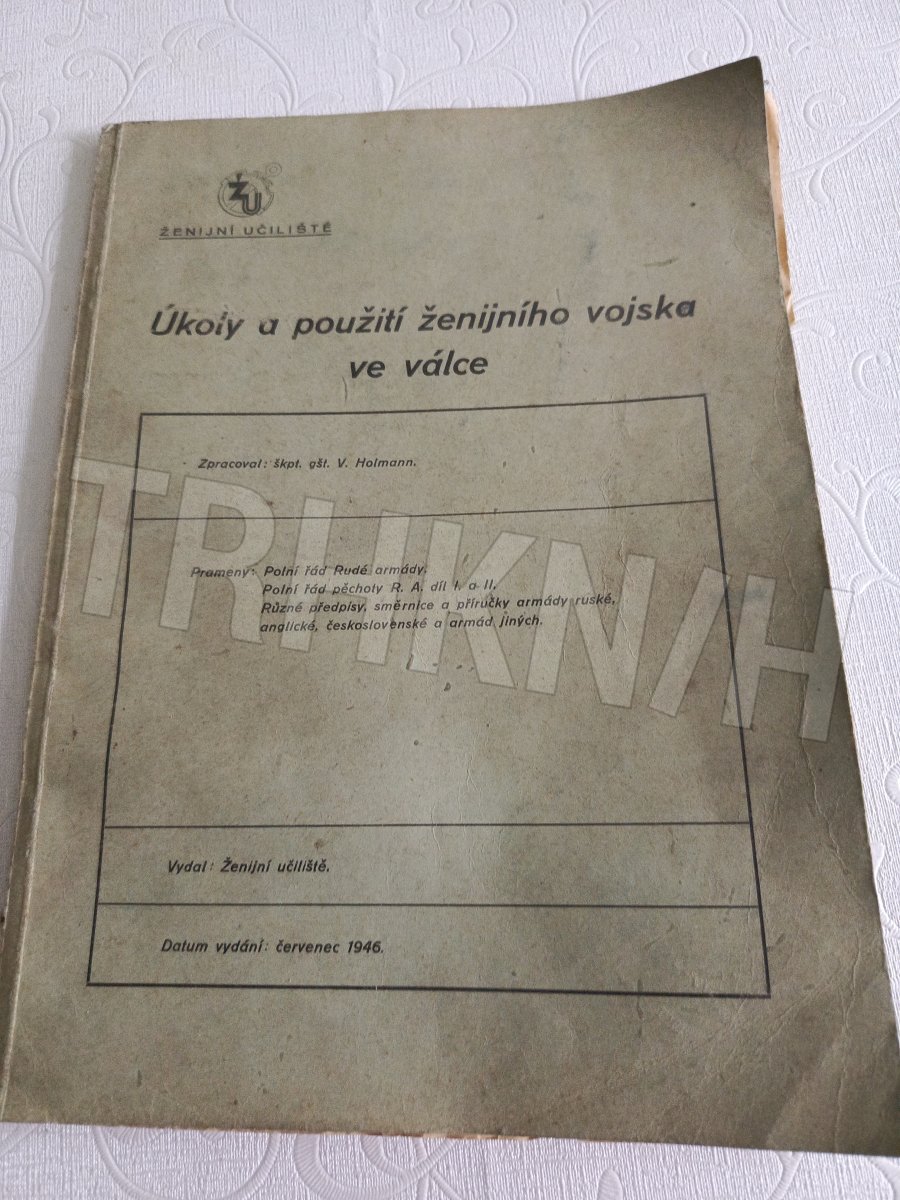 ŽU
ŽENIJNÍ UČILIŠTĚ
Úkoly a použití ženijního vojska
ve válce
Zpracoval: škpt. gšt. V. Holmann.
Prameny: Polní řád Rudé armády.
Polní řád pěchoty R. A. díl I. a II.
Různé předpisy, směrnice a příručky armády ruské,
anglické, československé a armád jiných.
TRHKN/H
Vydal: Ženijní učiliště.
Datum vydání: červenec 1946.